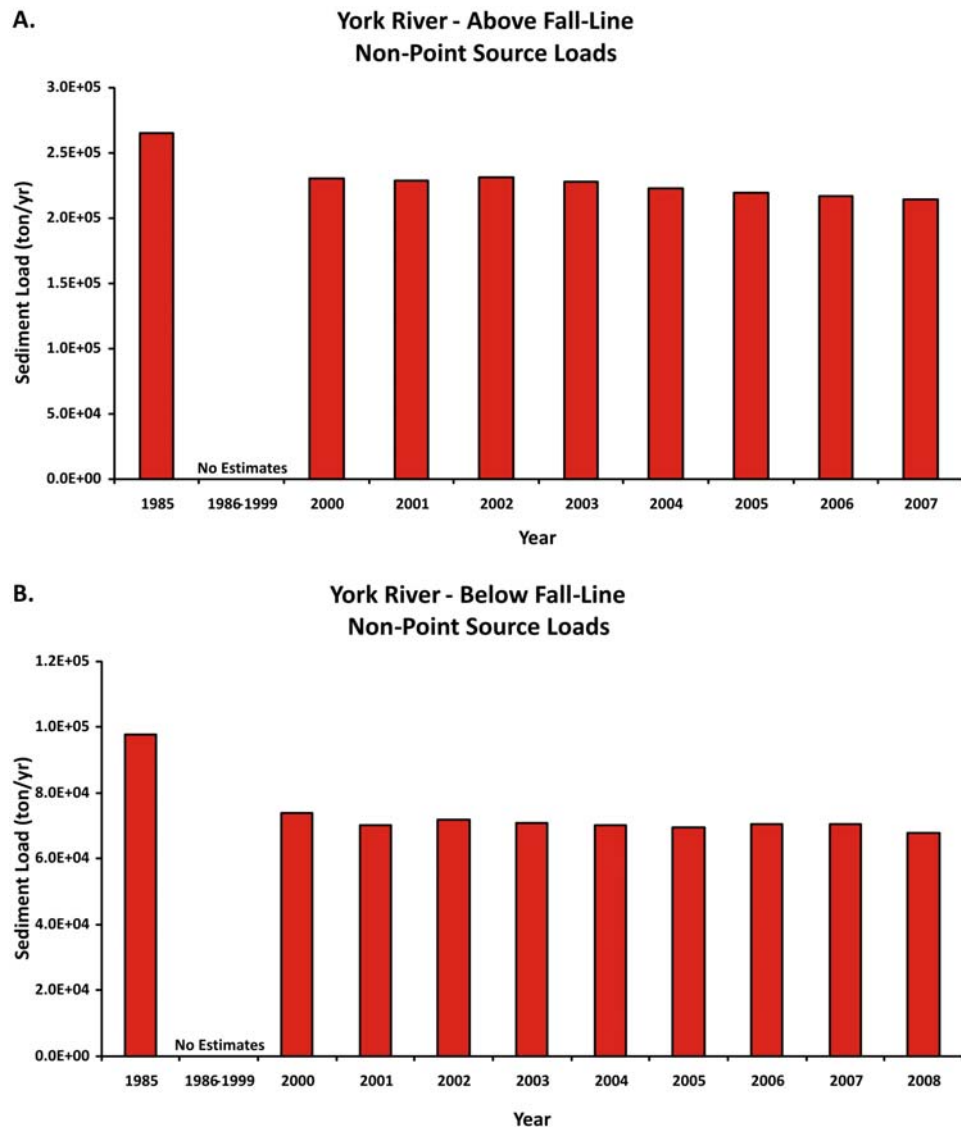 A.
York River - Above Fall-Line
Non-Point Source Loads
3.0E+05
2.5E+05
2.0E+05
1.5E+05
1.0E+05
5.0E+04
0.0E+00
Sediment Load (ton/yr)
No Estimates
1985 1986-1999 2000 2001 2002 2003 2004 2005 2006 2007
Year
B.
York River - Below Fall-Line
Non-Point Source Loads
1.2E+05
1.0E+05
8.0E+04
6.0E+04
4.0E+04
2.0E+04
0.0E+00
Sediment Load (ton/yr)
No Estimates
1985 1986-1999 2000 2001 2002 2003 2004 2005 2006 2007 2008
Year